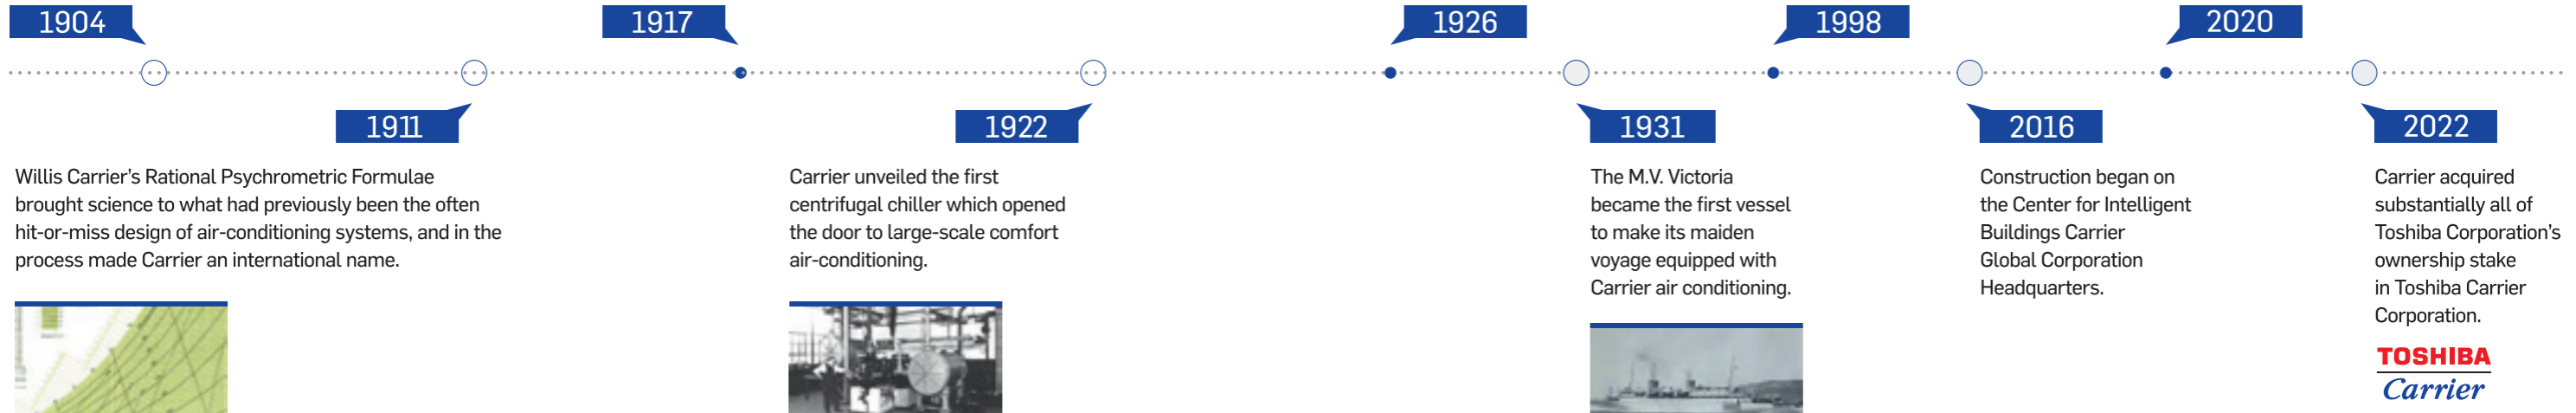 1904
1917
1926
1998
2020
1911
1922
1931
2016
2022
Willis Carrier's Rational Psychrometric Formulae
brought science to what had previously been the often
hit-or-miss design of air-conditioning systems, and in the
process made Carrier an international name.
Carrier unveiled the first
centrifugal chiller which opened
the door to large-scale comfort
air-conditioning.
The M.V. Victoria
became the first vessel
to make its maiden
voyage equipped with
Carrier air conditioning.
Construction began on
the Center for Intelligent
Buildings Carrier
Global Corporation
Headquarters.
Carrier acquired
substantially all of
Toshiba Corporation's
ownership stake
in Toshiba Carrier
Corporation.
TOSHIBA
Carrier